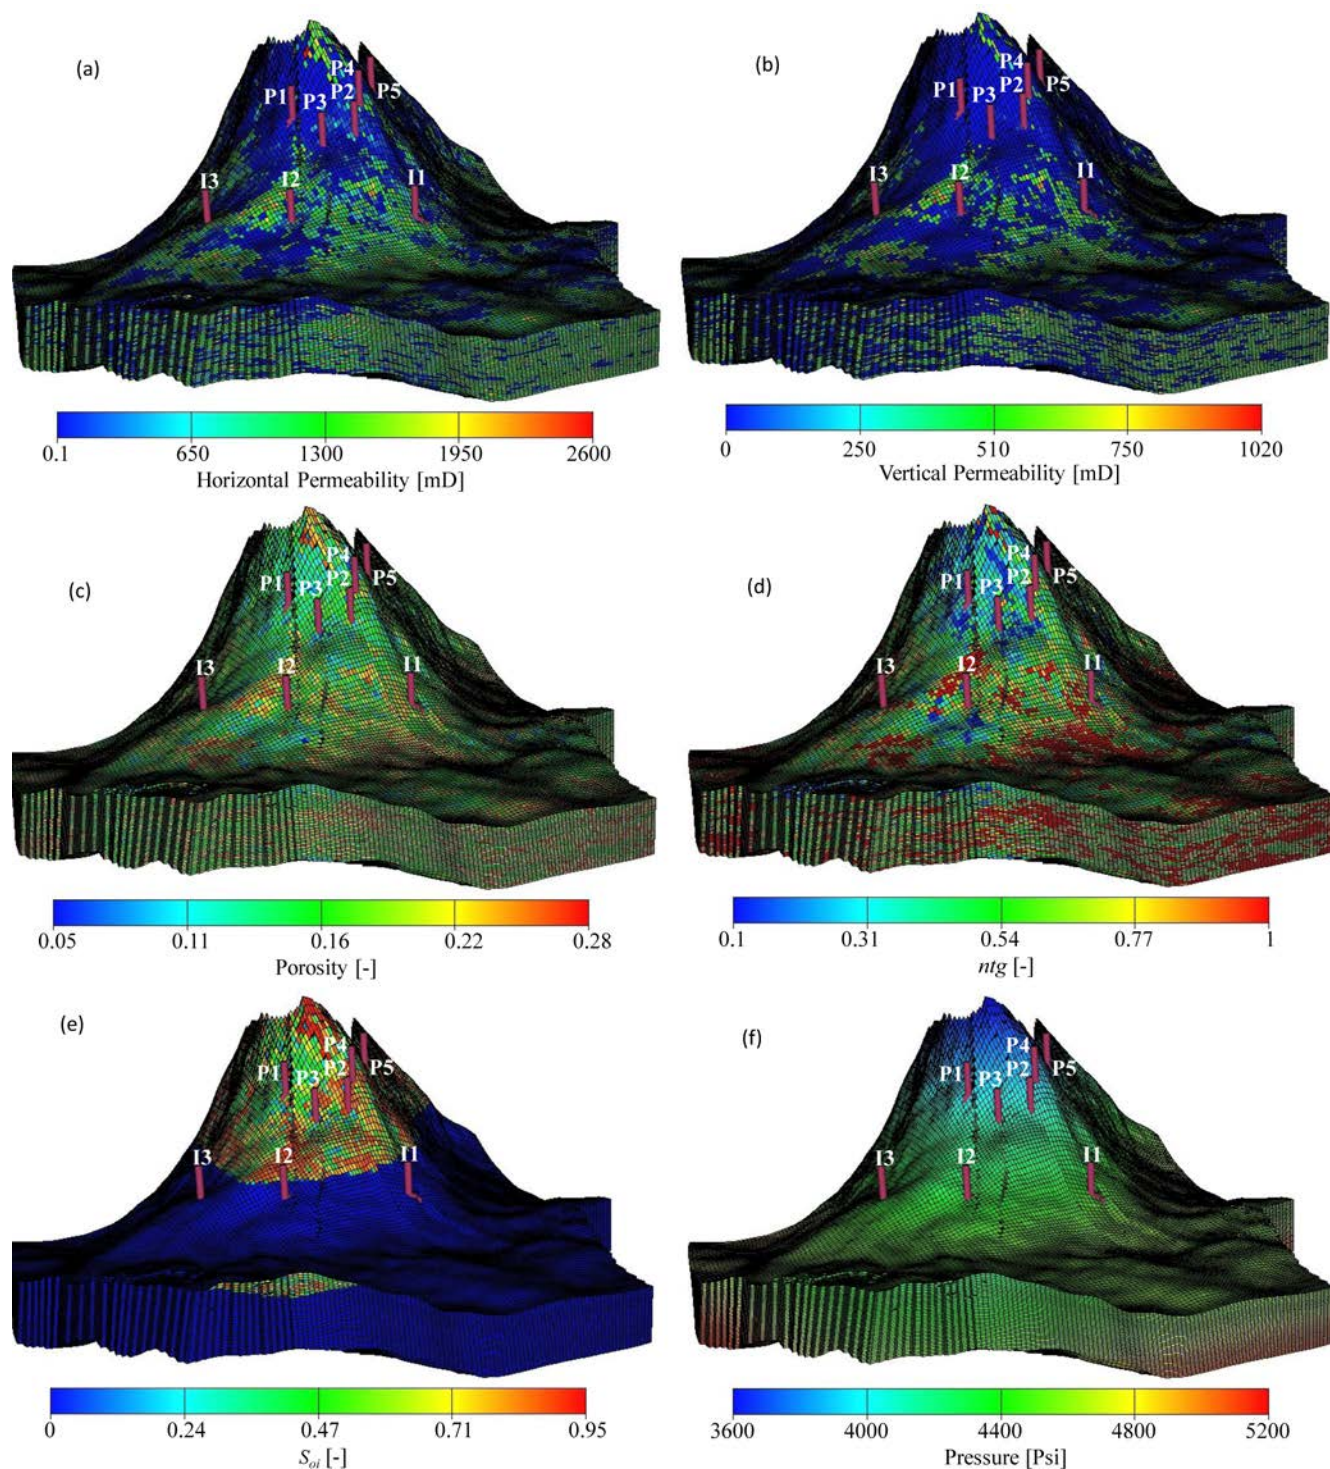 (a)
P4
P1
P3
P2
P5
I3
I2
I1
0.1 650 1300 1950 2600
Horizontal Permeability [mD]
(b)
P4
P1
P3
P2
P5
I3
I2
I1
0 250 510 750 1020
Vertical Permeability [mD]
(c)
P4
P1
P3
P2
P5
I3
I2
I1
0.05 0.11 0.16 0.22 0.28
Porosity [-]
(d)
P4
P1
P3
P2
P5
I3
I2
I1
0.1 0.31 0.54 0.77 1
ntg [-]
(e)
P4
P1
P3
P2
P5
I3
I2
I1
0 0.24 0.47 0.71 0.95
Soi [-]
(f)
P4
P1
P3
P2
P5
I3
I2
I1
3600 4000 4400 4800 5200
Pressure [Psi]